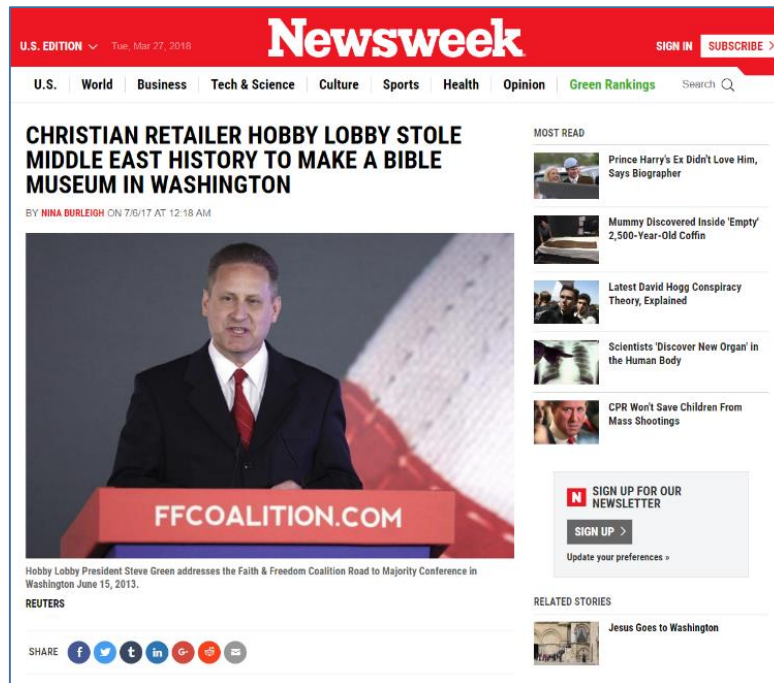 U.S. EDITION Tue, Mar 27, 2018 Newsweek SIGN IN SUBSCRIBE
U.S. World Business Tech & Science Culture Sports Health Opinion Green Rankings Search
CHRISTIAN RETAILER HOBBY LOBBY STOLE
MIDDLE EAST HISTORY TO MAKE A BIBLE
MUSEUM IN WASHINGTON
BY NINA BURLEIGH ON 7/6/17 AT 12:18 AM
FFCOALITION.COM
Hobby Lobby President Steve Green addresses the Faith & Freedom Coalition Road to Majority Conference in
Washington June 15, 2013.
REUTERS
SHARE
MOST READ
Prince Harry's Ex Didn't Love Him,
Says Biographer
Mummy Discovered Inside 'Empty'
2,500-Year-Old Coffin
Latest David Hogg Conspiracy
Theory, Explained
Scientists 'Discover New Organ' in
the Human Body
CPR Won't Save Children From
Mass Shootings
N SIGN UP FOR OUR
NEWSLETTER
SIGN UP
Update your preferences »
RELATED STORIES
Jesus Goes to Washington